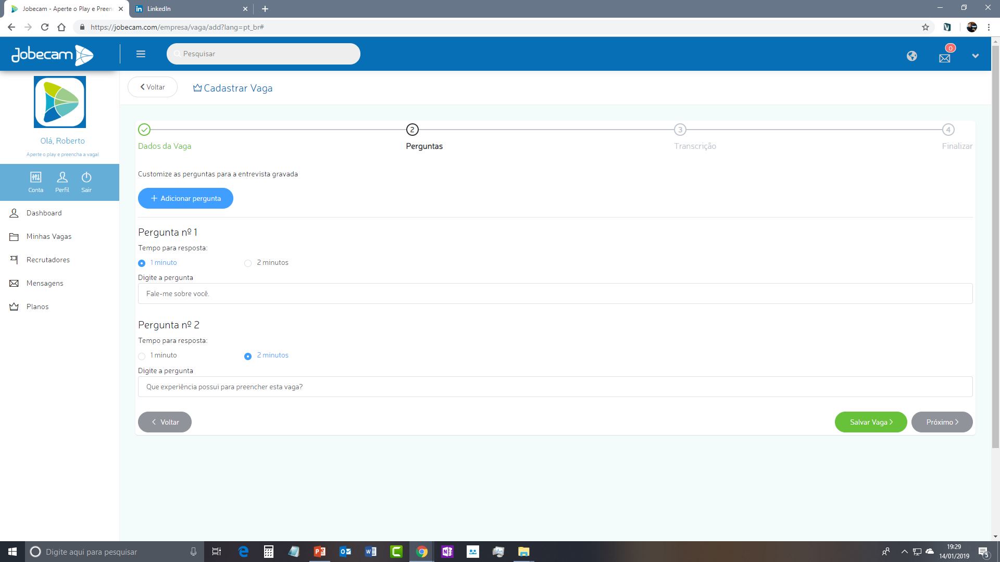 Jobecam - Aperte o Play e Preen
LinkedIn
https://jobecam.com/empresa/vaga/add?lang=pt_br#
Jobecam
Pesquisar
0
Voltar
Cadastrar Vaga
Olá, Roberto
Aperte o play e preencha a vaga!
Conta
Perfil
Sair
Dashboard
Minhas Vagas
Recrutadores
Mensagens
Planos
2
3
4
Dados da Vaga
Perguntas
Transcrição
Finalizar
Customize as perguntas para a entrevista gravada
+ Adicionar pergunta
Pergunta nº 1
Tempo para resposta:
1 minuto
2 minutos
Digite a pergunta
Fale-me sobre você.
Pergunta nº 2
Tempo para resposta:
1 minuto
2 minutos
Digite a pergunta
Que experiência possui para preencher esta vaga?
Voltar
Salvar Vaga
Próximo
Digite aqui para pesquisar
19:29
14/01/2019
5